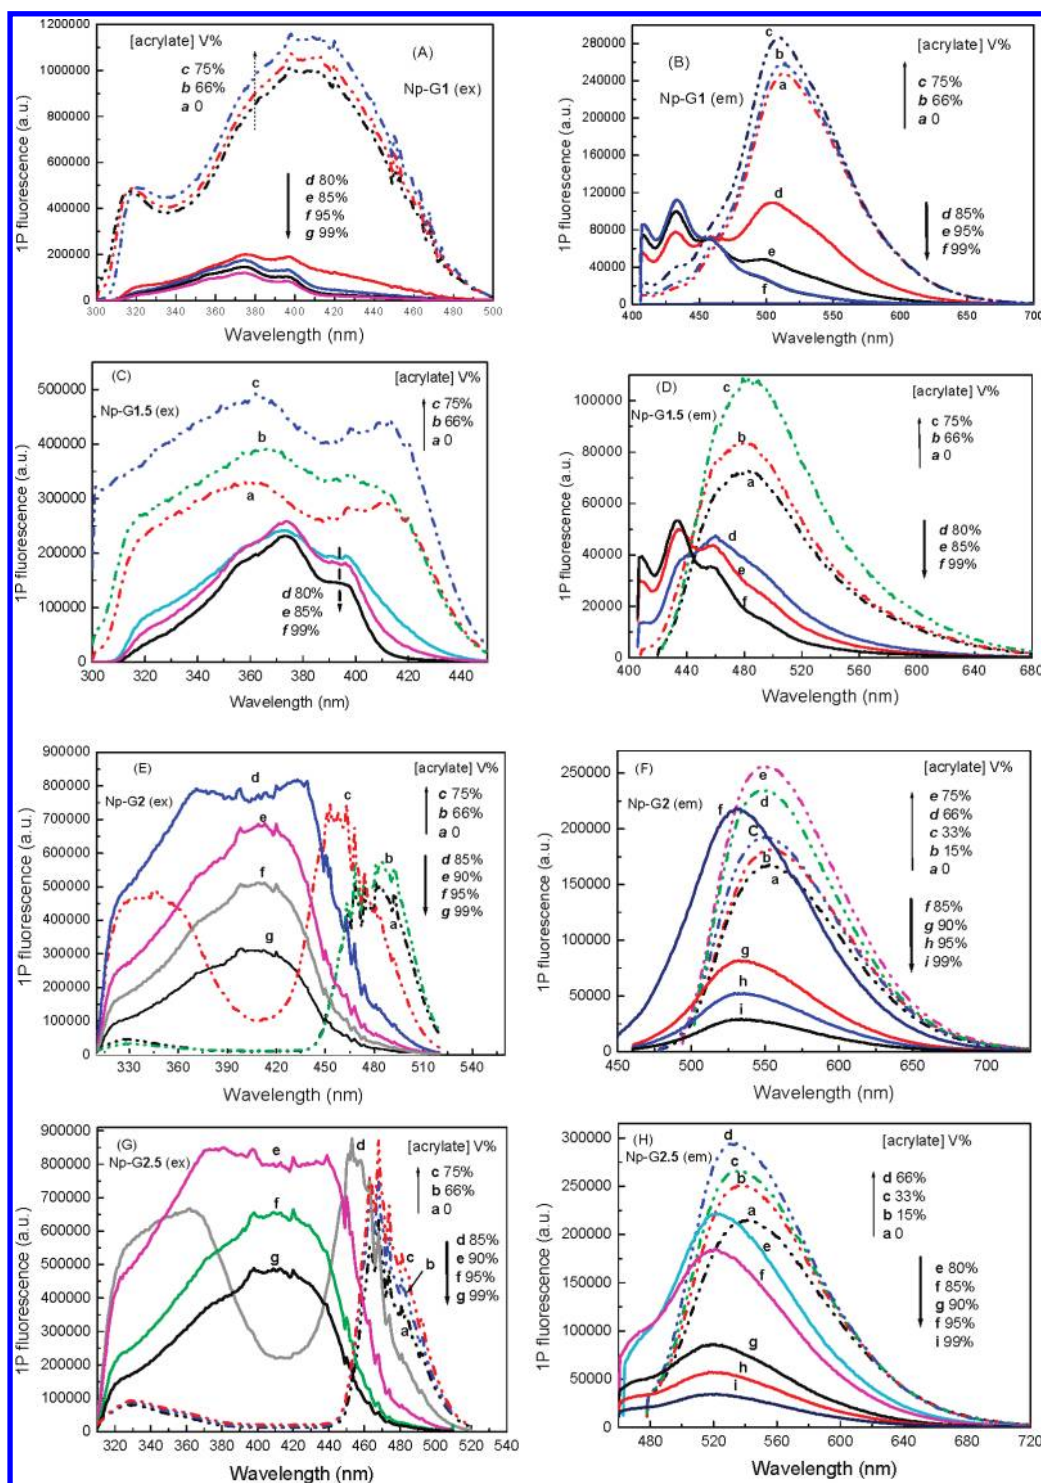 1200000
1000000
800000
600000
400000
200000
0
1P fluorescence (a.u.)
[acrylate] V%
c 75%
b 66%
a 0
(A)
Np-G1 (ex)
d 80%
e 85%
f 95%
g 99%
300 320 340 360 380 400 420 440 460 480 500
Wavelength (nm)
280000
240000
200000
160000
120000
80000
40000
0
1P fluorescence (a.u.)
(B)
Np-G1 (em)
c
b
a
[acrylate] V%
c 75%
b 66%
a 0
d
e
f
d 85%
e 95%
f 99%
400 450 500 550 600 650 700
Wavelength (nm)
500000
400000
300000
200000
100000
0
1P fluorescence (a.u.)
(C)
Np-G1.5 (ex)
c
b
a
[acrylate] V%
c 75%
b 66%
a 0
d 80%
e 85%
f 99%
300 320 340 360 380 400 420 440
Wavelength (nm)
100000
80000
60000
40000
20000
0
1P fluorescence (a.u.)
(D)
Np-G1.5 (em)
c
b
a
[acrylate] V%
c 75%
b 66%
a 0
d
e
f
d 80%
e 85%
f 99%
400 440 480 520 560 600 640 680
Wavelength (nm)
900000
800000
700000
600000
500000
400000
300000
200000
100000
0
1P fluorescence (a.u.)
(E)
Np-G2 (ex)
d
c
e
f
g
b
a
[acrylate] V%
c 75%
b 66%
a 0
d 85%
e 90%
f 95%
g 99%
330 360 390 420 450 480 510 540
Wavelength (nm)
250000
200000
150000
100000
50000
0
1P fluorescence (a.u.)
(F)
Np-G2 (em)
f
e
d
C
b
a
g
h
i
[acrylate] V%
e 75%
d 66%
c 33%
b 15%
a 0
f 85%
g 90%
h 95%
i 99%
450 500 550 600 650 700
Wavelength (nm)
900000
800000
700000
600000
500000
400000
300000
200000
100000
0
1P fluorescence (a.u.)
(G)
Np-G2.5 (ex)
e
d
f
g
c
b
a
[acrylate] V%
c 75%
b 66%
a 0
d 85%
e 90%
f 95%
g 99%
320 340 360 380 400 420 440 460 480 500 520 540
Wavelength (nm)
300000
250000
200000
150000
100000
50000
0
1P fluorescence (a.u.)
(H)
Np-G2.5 (em)
d
c
b
a
e
f
g
h
i
[acrylate] V%
d 66%
c 33%
b 15%
a 0
e 80%
f 85%
g 90%
f 95%
i 99%
480 520 560 600 640 680 720
Wavelength (nm)